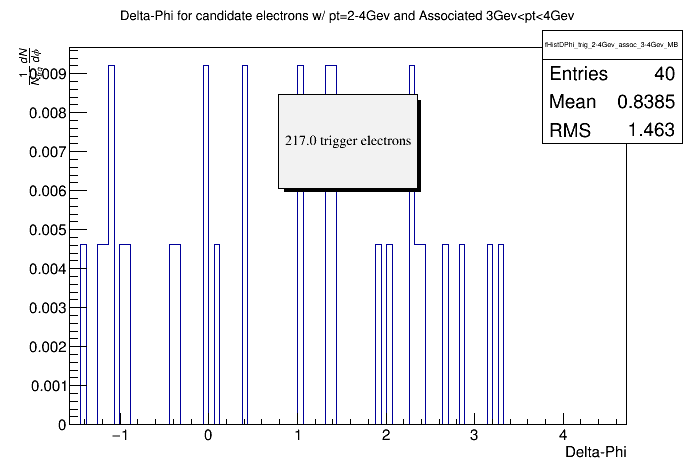 Delta-Phi for candidate electrons w/ pt=2-4Gev and Associated 3Gev<pt<4Gev
fHistDPhi_trig_2-4Gev_assoc_3-4Gev_MB
Entries 40
Mean 0.8385
RMS 1.463
217.0 trigger electrons
0.009
0.008
0.007
0.006
0.005
0.004
0.003
0.002
0.001
0
−1 0 1 2 3 4
Delta-Phi